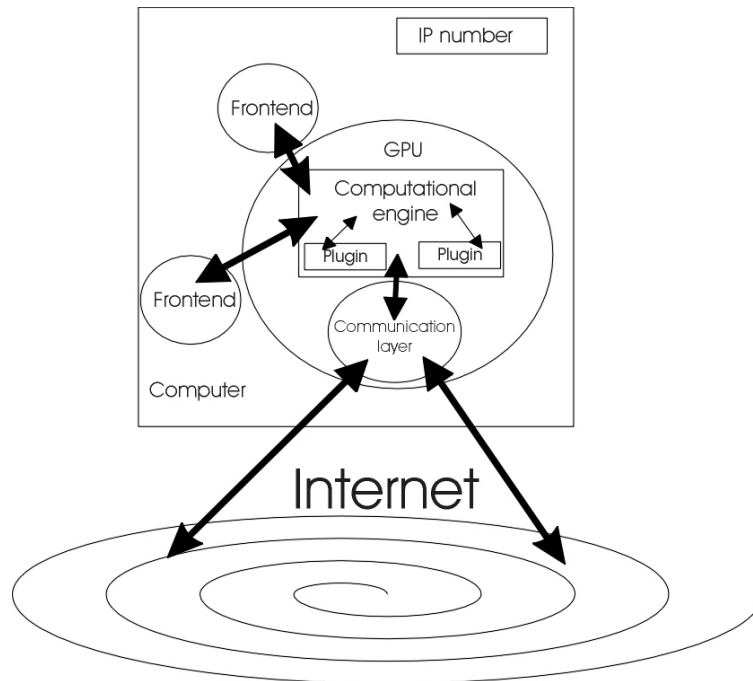 IP number
Frontend
GPU
Computational
engine
Plugin
Plugin
Frontend
Communication
layer
Computer
Internet